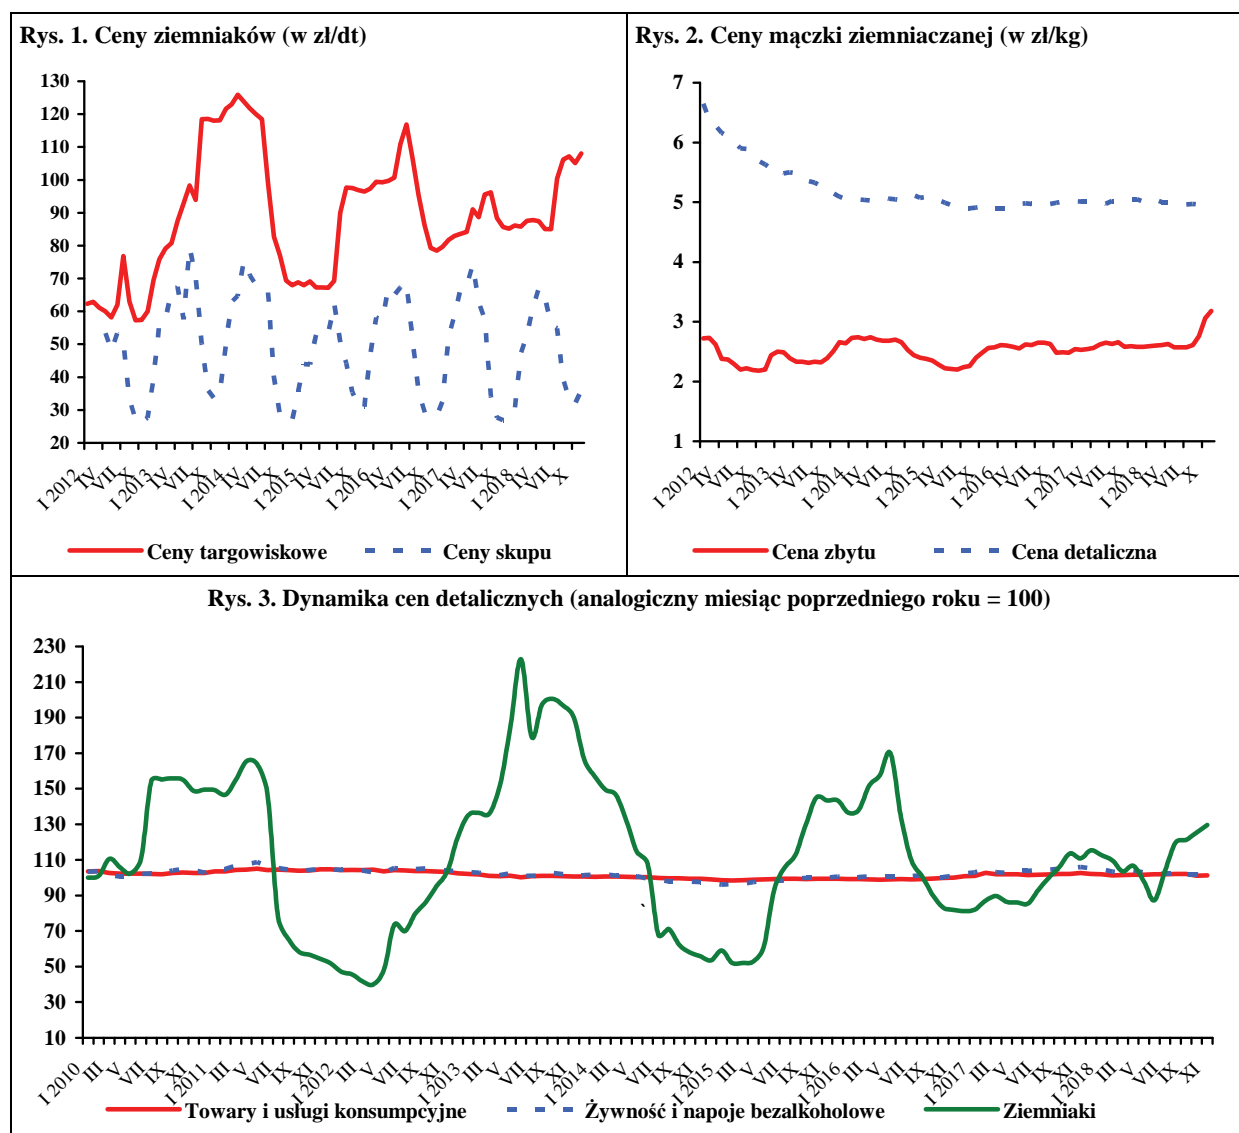 Rys. 1. Ceny ziemniaków (w zł/dt)
130
120
110
100
90
80
70
60
50
40
30
20
I 2012
IV
VII
X
I 2013
IV
VII
X
I 2014
IV
VII
X
I 2015
IV
VII
X
I 2016
IV
VII
X
I 2017
IV
VII
X
I 2018
IV
VII
X
Ceny targowiskowe
Ceny skupu
Rys. 2. Ceny mączki ziemniaczanej (w zł/kg)
7
6
5
4
3
2
1
I 2012
IV
VII
X
I 2013
IV
VII
X
I 2014
IV
VII
X
I 2015
IV
VII
X
I 2016
IV
VII
X
I 2017
IV
VII
X
I 2018
IV
VII
X
Cena zbytu
Cena detaliczna
Rys. 3. Dynamika cen detalicznych (analogiczny miesiąc poprzedniego roku = 100)
230
210
190
170
150
130
110
90
70
50
30
10
I 2010
III
V
VII
IX
XI
I 2011
III
V
VII
IX
XI
I 2012
III
V
VII
IX
XI
I 2013
III
V
VII
IX
XI
I 2014
III
V
VII
IX
XI
I 2015
III
V
VII
IX
XI
I 2016
III
V
VII
IX
XI
I 2017
III
V
VII
IX
XI
I 2018
III
V
VII
IX
XI
Towary i usługi konsumpcyjne
Żywność i napoje bezalkoholowe
Ziemniaki